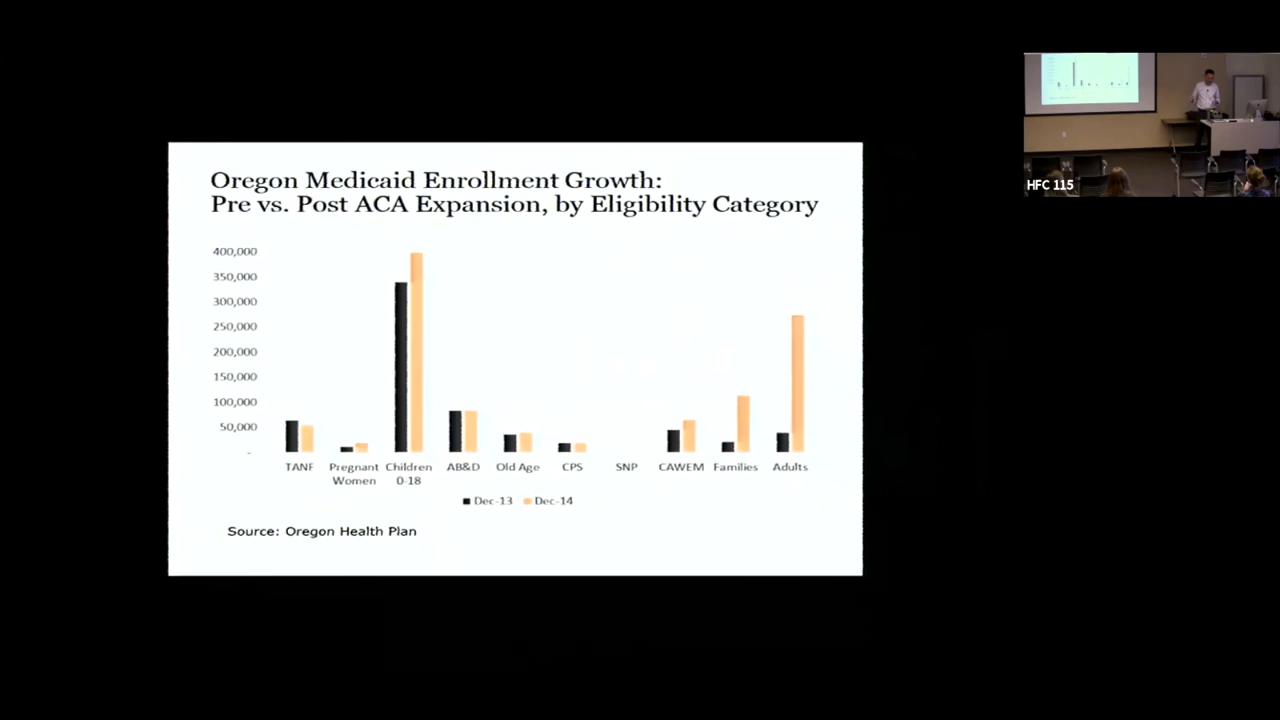 Oregon Medicaid Enrollment Growth:
Pre vs. Post ACA Expansion, by Eligibility Category
400,000
350,000
300,000
250,000
200,000
150,000
100,000
50,000
-
TANF Pregnant Women Children 0-18 AB&D Old Age CPS SNP CAWEM Families Adults
Dec-13 Dec-14
Source: Oregon Health Plan
HFC 115